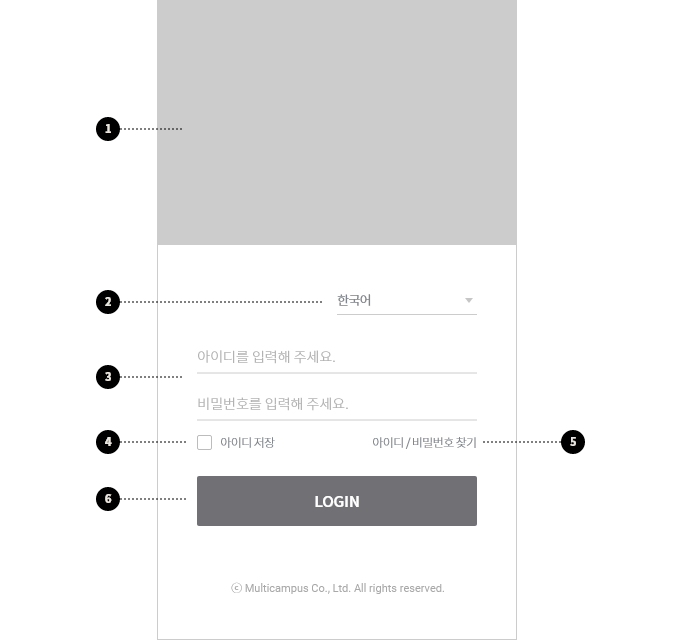 1
2
한국어
아이디를 입력해 주세요.
3
비밀번호를 입력해 주세요.
4
아이디 저장
아이디 / 비밀번호 찾기
5
6
LOGIN
ⓒ Multicampus Co., Ltd. All rights reserved.